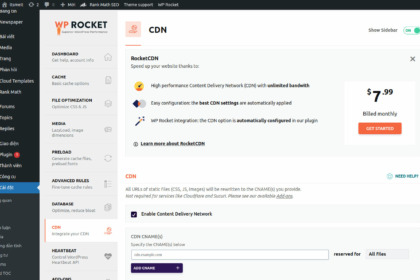 Mới
Rank Math SEO
Theme support
WP Mail
Newspaper
Bài viết
Media
Trang
Phản hồi
Cloud Templates
Rank Math
Forums
Topics
Replies
Giao diện
Plugin
Thành viên
Công cụ
Cài đặt
WP ROCKET
DASHBOARD
Get help, account info
CACHE
Basic cache options
FILE OPTIMIZATION
Optimize CSS & JS
MEDIA
LazyLoad, image
dimensions
PRELOAD
Generate cache files,
preload fonts
ADVANCED RULES
Fine-tune cache rules
DATABASE
Optimize, reduce bloat
CDN
Integrate your CDN
HEARTBEAT
Control WordPress
Heartbeat API
CDN
Show Sidebar
ON
RocketCDN
Speed up your website thanks to:
High performance Content Delivery Network (CDN) with unlimited bandwith
Easy configuration: the best CDN settings are automatically applied
WP Rocket integration: the CDN option is automatically configured in our plugin
Learn more about RocketCDN
$7.99
Billed monthly
GET STARTED
CDN
NEED HELP?
All URLs of static files (CSS, JS, images) will be rewritten to the CNAME(s) you provide.
Not required for services like Cloudflare and Sucuri. Please see our available Add-ons.
Enable Content Delivery Network
CDN CNAME(S)
Specify the CNAME(s) below
cdn.example.com
reserved for
All files
ADD CNAME +